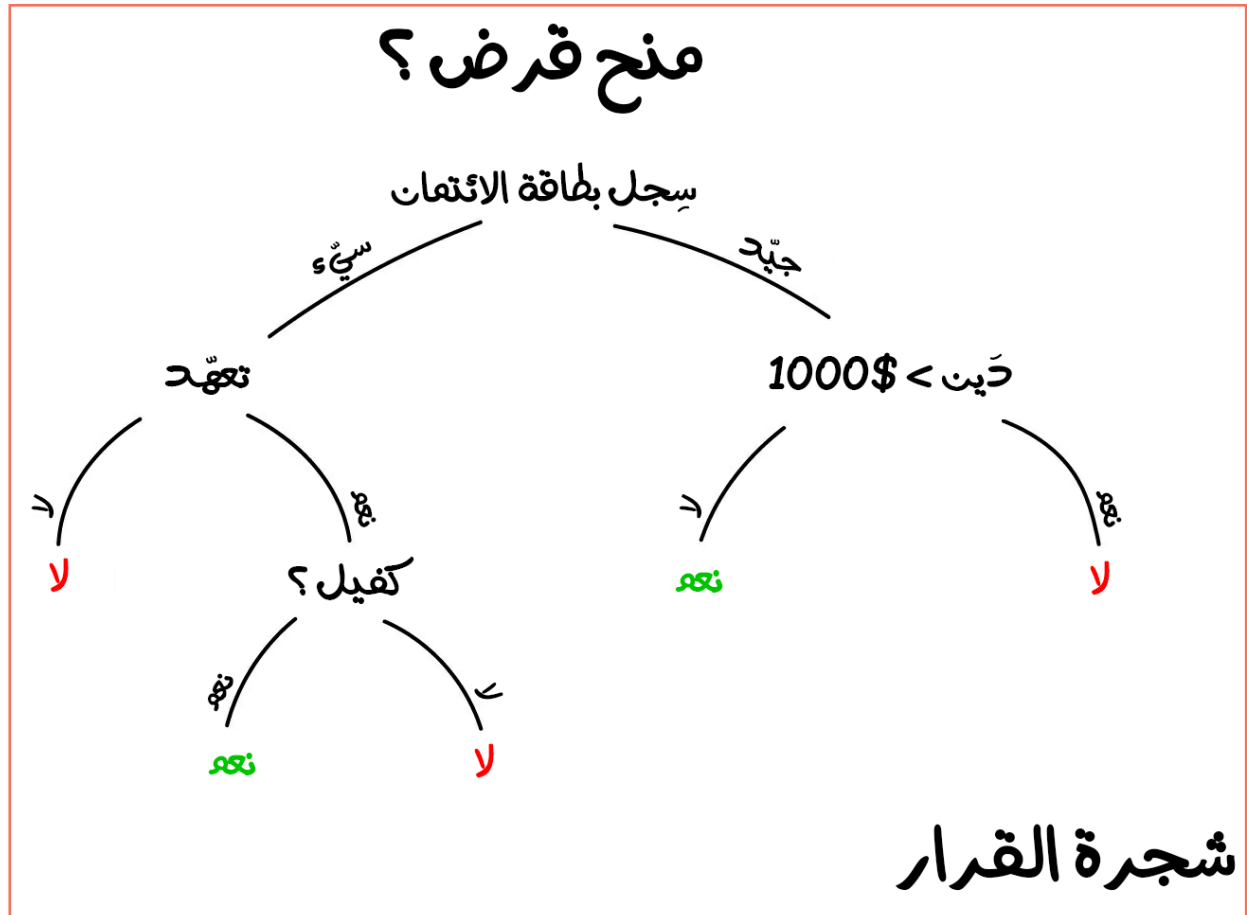 منح قرض ؟
سِجل بطاقة الائتمان
جيّد
سيّء
دَين > $1000
تعهّد
نعم
لا
نعم
لا
لا
نعم
كفيل ؟
لا
لا
نعم
لا
نعم
شجرة القرار